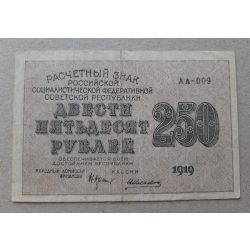 РАСЧЕТНЫЙ ЗНАК
РОССИЙСКОЙ
СОЦИАЛИСТИЧЕСКОЙ ФЕДЕРАТИВНОЙ
СОВЕТСКОЙ РЕСПУБЛИКИ
АА-009
ДВЕСТИ
ПЯТЬДЕСЯТ
РУБЛЕЙ
250
ОБЕСПЕЧИВАЕТСЯ ВСЕМ
ДОСТОЯНИЕМ РЕСПУБЛИКИ
1919
НАРОДНЫЙ КОМИССАР
ФИНАНСОВ
КАССИР